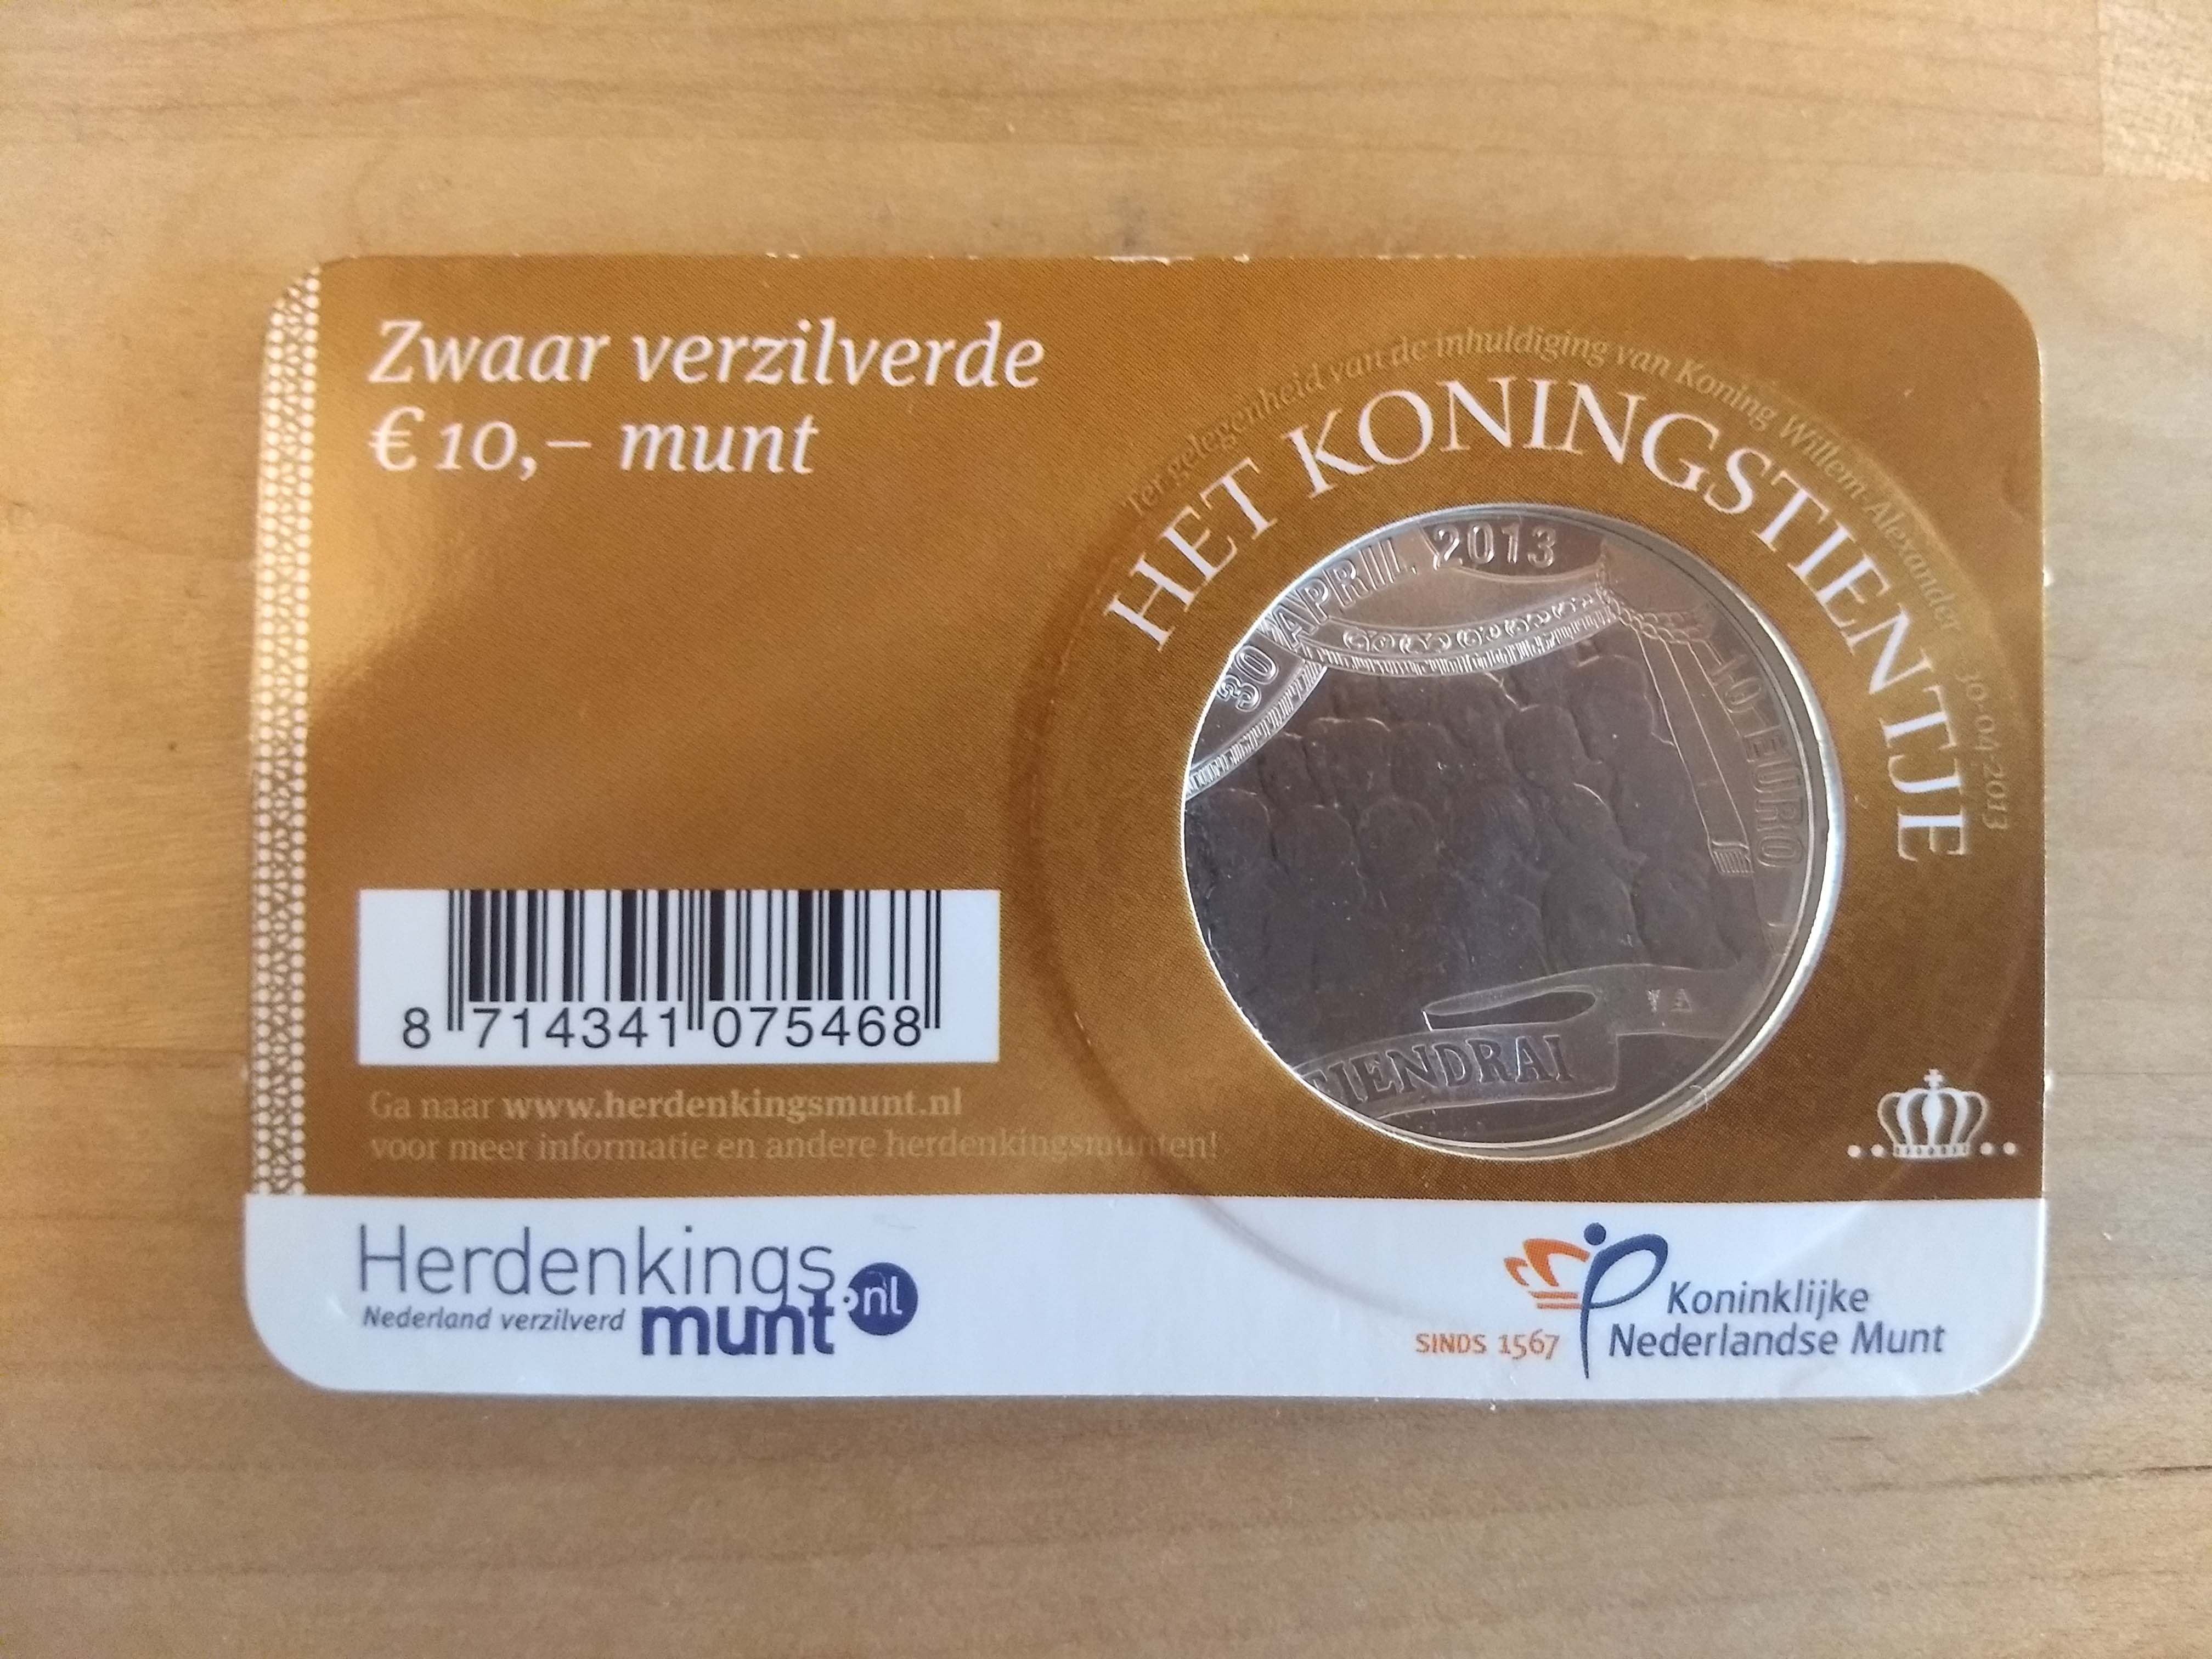 Zwaar verzilverde
€ 10,– munt
Ter gelegenheid van de inhuldiging van Koning Willem-Alexander 30-04-2013
HET KONINGSTIENTJE
30 APRIL 2013
10 EURO
IENDRAI
8 714341 075468
Ga naar www.herdenkingsmunt.nl
voor meer informatie en andere herdenkingsmunten!
Herdenkings
Nederland verzilverd munt.nl
SINDS 1567
Koninklijke
Nederlandse Munt